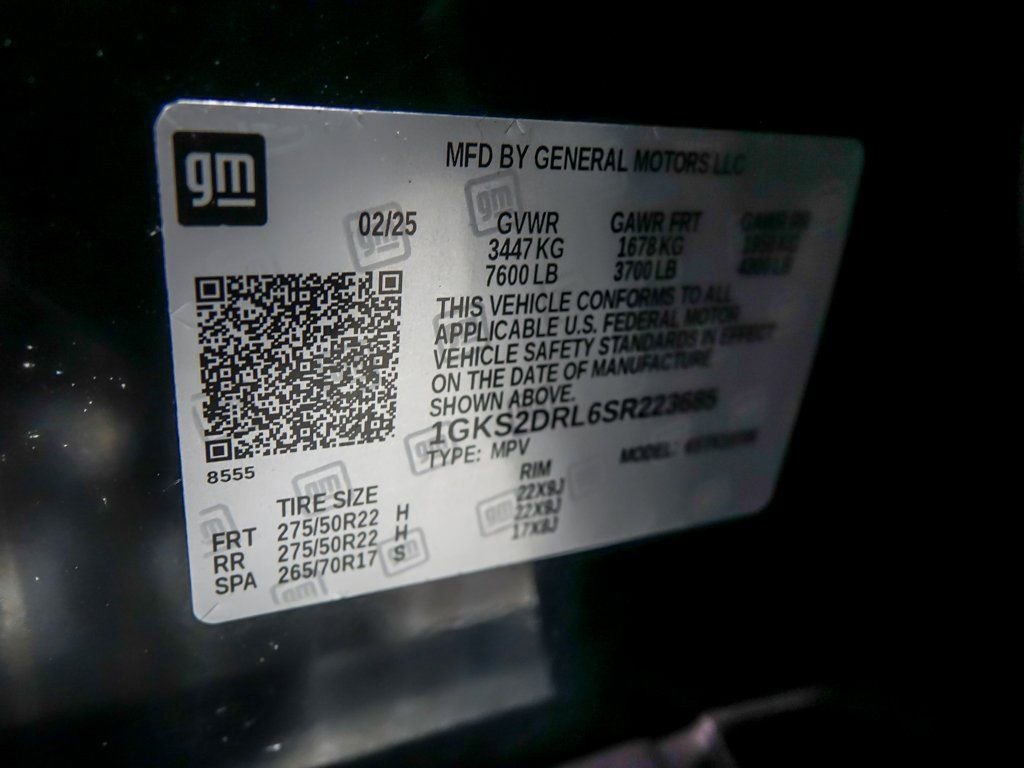 gm
MFD BY GENERAL MOTORS LLC
02/25 GVWR GAWR FRT GAWR RR
3447 KG 1678 KG
7600 LB 3700 LB
THIS VEHICLE CONFORMS TO ALL
APPLICABLE U.S. FEDERAL MOTOR
VEHICLE SAFETY STANDARDS IN EFFECT
ON THE DATE OF MANUFACTURE
SHOWN ABOVE.
1GKS2DRL6SR223685
TYPE: MPV MODEL:
8555
TIRE SIZE RIM
FRT 275/50R22 H 22X9J
RR 275/50R22 H 22X9J
SPA 265/70R17 S 17X8J